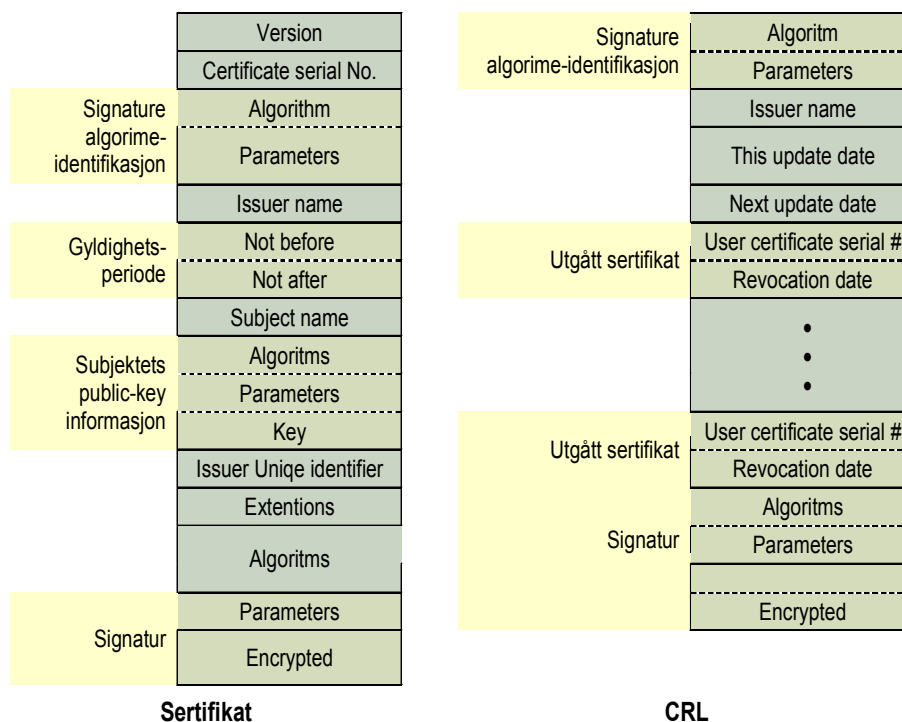 Version
Certificate serial No.
Signature
algorime-
identifikasjon
Algorithm
Parameters
Issuer name
Gyldighets-
periode
Not before
Not after
Subject name
Subjektets
public-key
informasjon
Algoritms
Parameters
Key
Issuer Uniqe identifier
Extentions
Algoritms
Signatur
Parameters
Encrypted
Sertifikat
Signature
algorime-identifikasjon
Algoritm
Parameters
Issuer name
This update date
Next update date
Utgått sertifikat
User certificate serial #
Revocation date
•
•
•
Utgått sertifikat
User certificate serial #
Revocation date
Signatur
Algoritms
Parameters
Encrypted
CRL